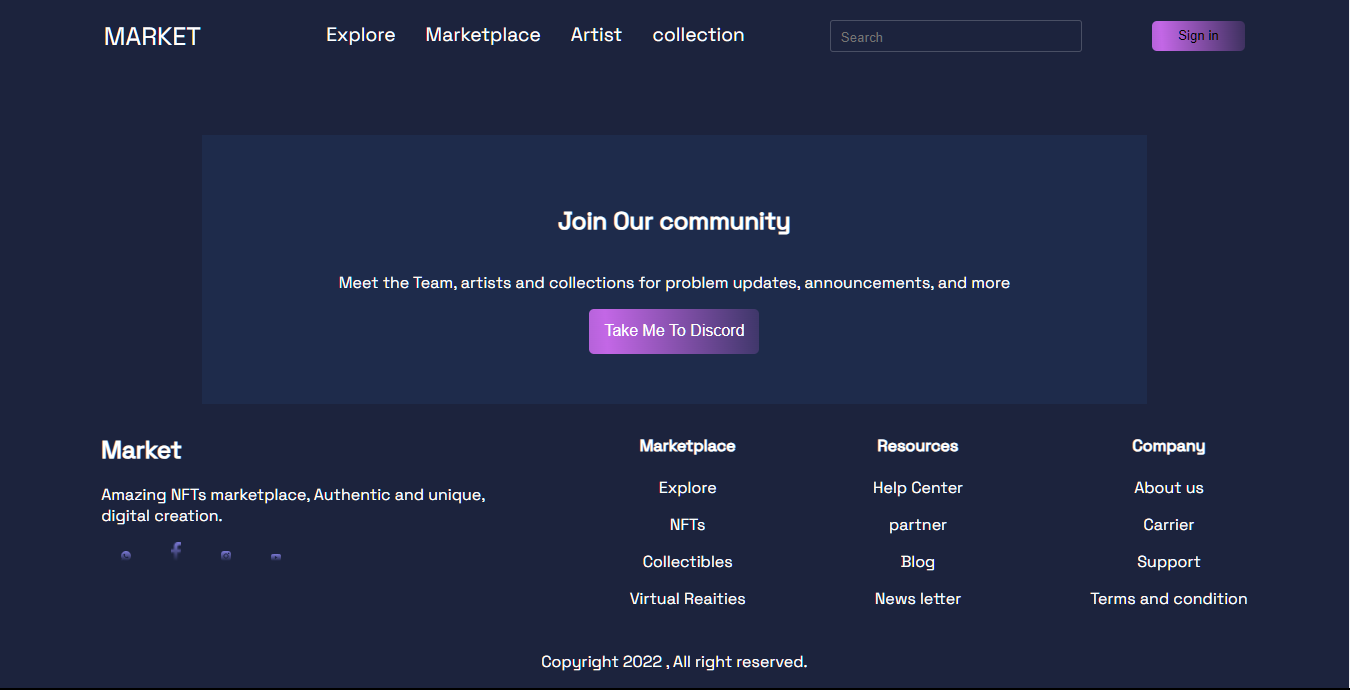 MARKET Explore Marketplace Artist collection Search Sign in
Join Our community
Meet the Team, artists and collections for problem updates, announcements, and more
Take Me To Discord
Market
Amazing NFTs marketplace, Authentic and unique,
digital creation.
Marketplace
Explore
NFTs
Collectibles
Virtual Reaities
Resources
Help Center
partner
Blog
News letter
Company
About us
Carrier
Support
Terms and condition
Copyright 2022 , All right reserved.